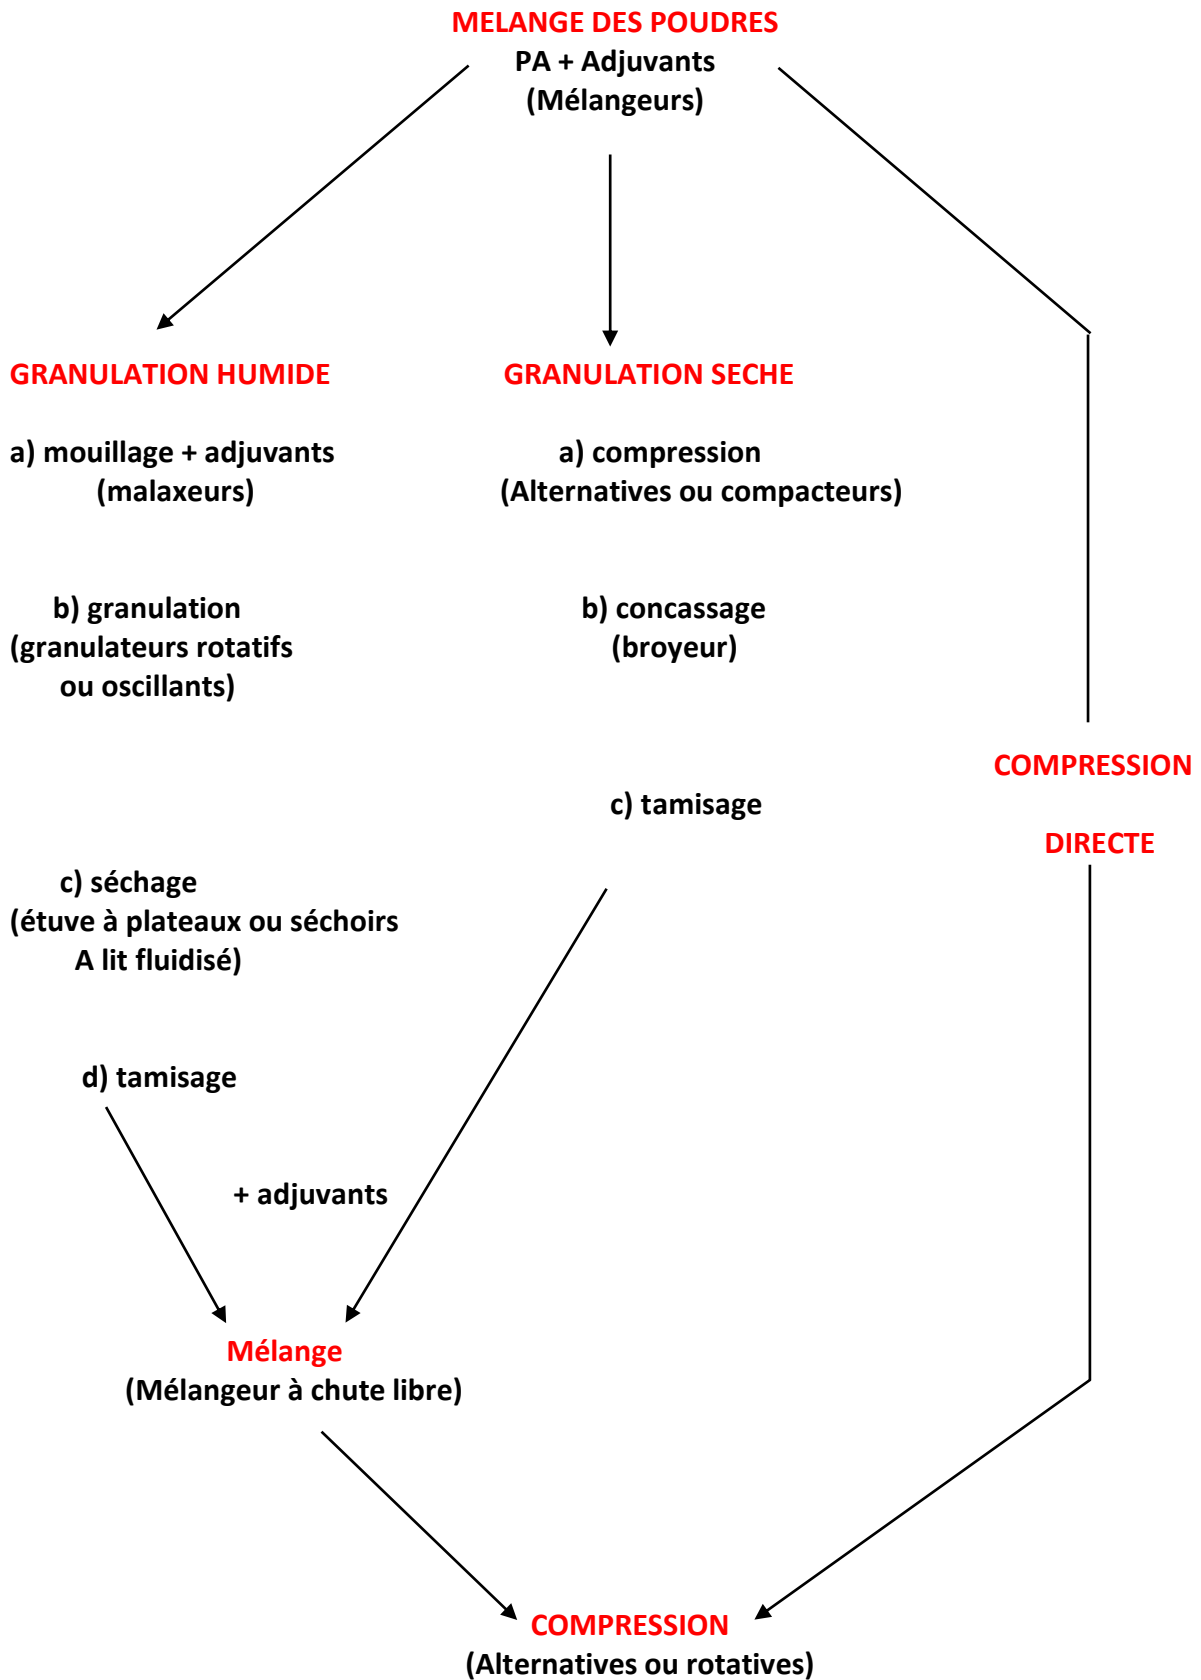 MELANGE DES POUDRES
PA + Adjuvants
(Mélangeurs)
GRANULATION HUMIDE
a) mouillage + adjuvants
(malaxeurs)
b) granulation
(granulateurs rotatifs
ou oscillants)
c) séchage
(étuve à plateaux ou séchoirs
A lit fluidisé)
d) tamisage
GRANULATION SECHE
a) compression
(Alternatives ou compacteurs)
b) concassage
(broyeur)
c) tamisage
COMPRESSION
DIRECTE
+ adjuvants
Mélange
(Mélangeur à chute libre)
COMPRESSION
(Alternatives ou rotatives)